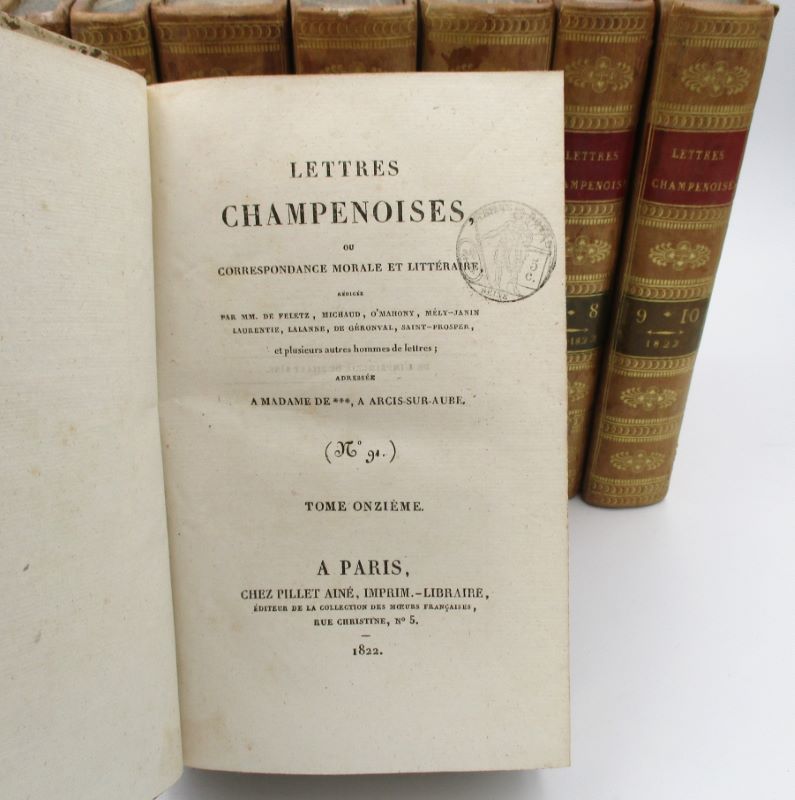 LETTRES
CHAMPENOISES,
OU
CORRESPONDANCE MORALE ET LITTÉRAIRE,
RÉDIGÉE
PAR MM. DE FELETZ, MICHAUD, O'MAHONY, MÉLY-JANIN
LAURENTIE, LALANNE, DE GÉRONVAL, SAINT-PROSPER,
et plusieurs autres hommes de lettres;
ADRESSÉE
A MADAME DE ***, A ARCIS-SUR-AUBE.
(N° 91.)
TOME ONZIÈME.
A PARIS,
CHEZ PILLET AINÉ, IMPRIM.-LIBRAIRE,
ÉDITEUR DE LA COLLECTION DES MŒURS FRANÇAISES,
RUE CHRISTINE, N° 5.
1822.
LETTRES
CHAMPENOIS
8
1822
LETTRES
CHAMPENOISES
9 * 10
1822